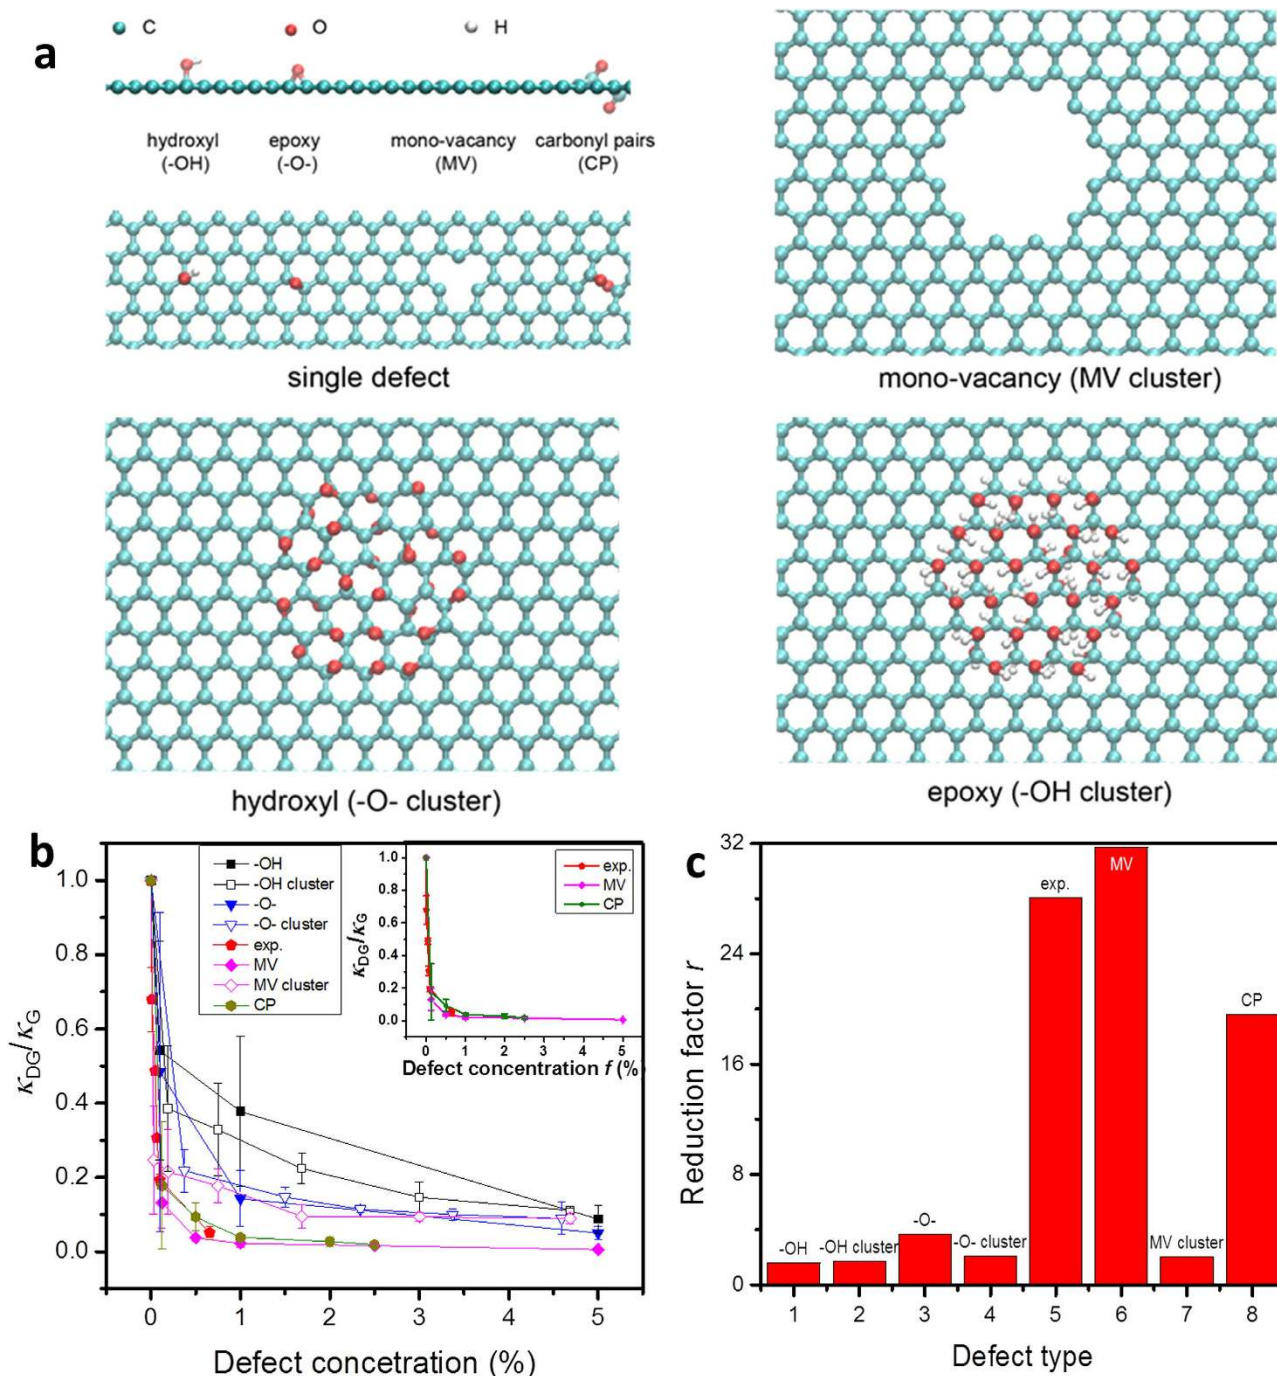 a
C O H
hydroxyl epoxy mono-vacancy carbonyl pairs
(-OH) (-O-) (MV) (CP)
single defect
mono-vacancy (MV cluster)
hydroxyl (-O- cluster)
epoxy (-OH cluster)
b
-OH
-OH cluster
-O-
-O- cluster
exp.
MV
MV cluster
CP
κDG/κG
1.0
0.8
0.6
0.4
0.2
0.0
0 1 2 3 4 5
Defect concetration (%)
exp.
MV
CP
κDG/κG
1.0
0.8
0.6
0.4
0.2
0.0
0 1 2 3 4 5
Defect concentration f (%)
c
Reduction factor r
32
24
16
8
0
-OH
-OH cluster
-O-
-O- cluster
exp.
MV
MV cluster
CP
1 2 3 4 5 6 7 8
Defect type